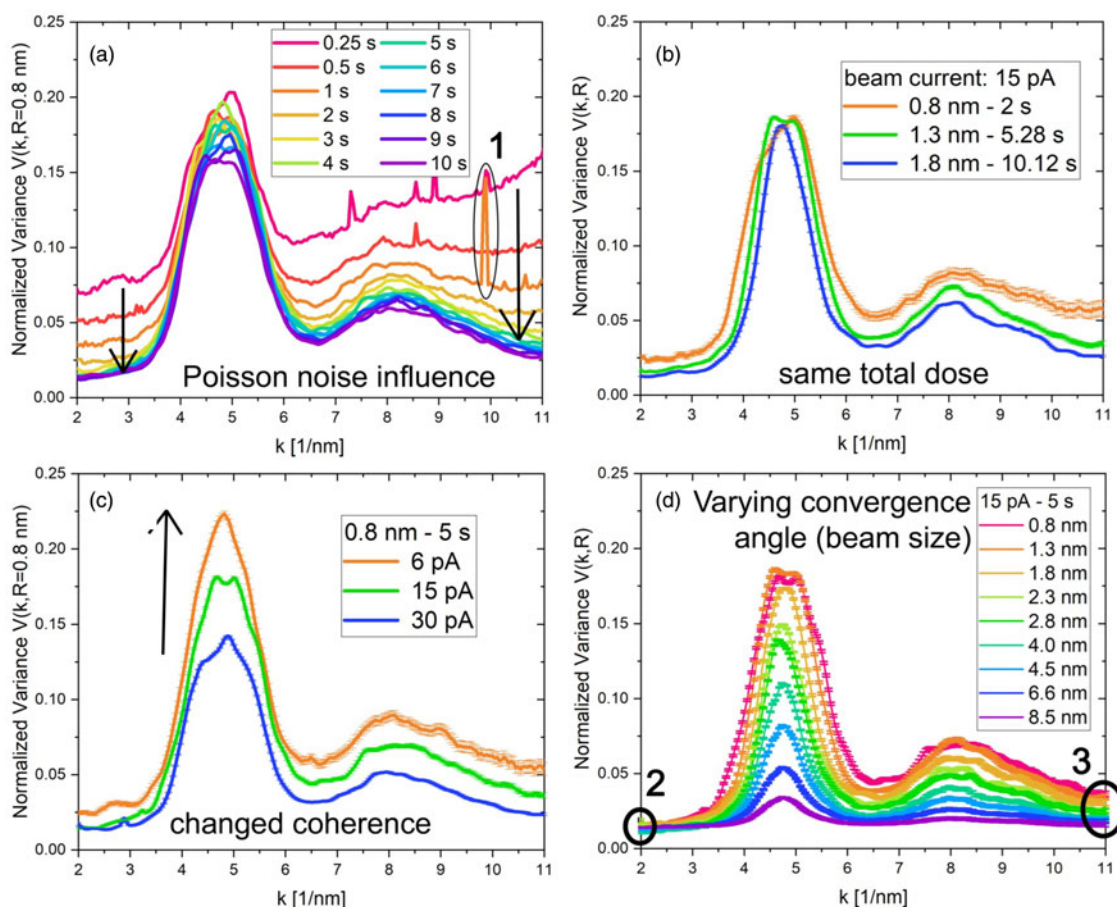 (a)
0.25 s
0.5 s
1 s
2 s
3 s
4 s
5 s
6 s
7 s
8 s
9 s
10 s
1
Poisson noise influence
Normalized Variance V(k,R=0.8 nm)
0.25
0.20
0.15
0.10
0.05
0.00
2 3 4 5 6 7 8 9 10 11
k [1/nm]
(b)
beam current: 15 pA
0.8 nm - 2 s
1.3 nm - 5.28 s
1.8 nm - 10.12 s
same total dose
Normalized Variance V(k,R)
0.25
0.20
0.15
0.10
0.05
0.00
2 3 4 5 6 7 8 9 10 11
k [1/nm]
(c)
0.8 nm - 5 s
6 pA
15 pA
30 pA
changed coherence
Normalized Variance V(k,R=0.8 nm)
0.25
0.20
0.15
0.10
0.05
0.00
2 3 4 5 6 7 8 9 10 11
k [1/nm]
(d)
Varying convergence
angle (beam size)
15 pA - 5 s
0.8 nm
1.3 nm
1.8 nm
2.3 nm
2.8 nm
4.0 nm
4.5 nm
6.6 nm
8.5 nm
2
3
Normalized Variance V(k,R)
0.25
0.20
0.15
0.10
0.05
0.00
2 3 4 5 6 7 8 9 10 11
k [1/nm]